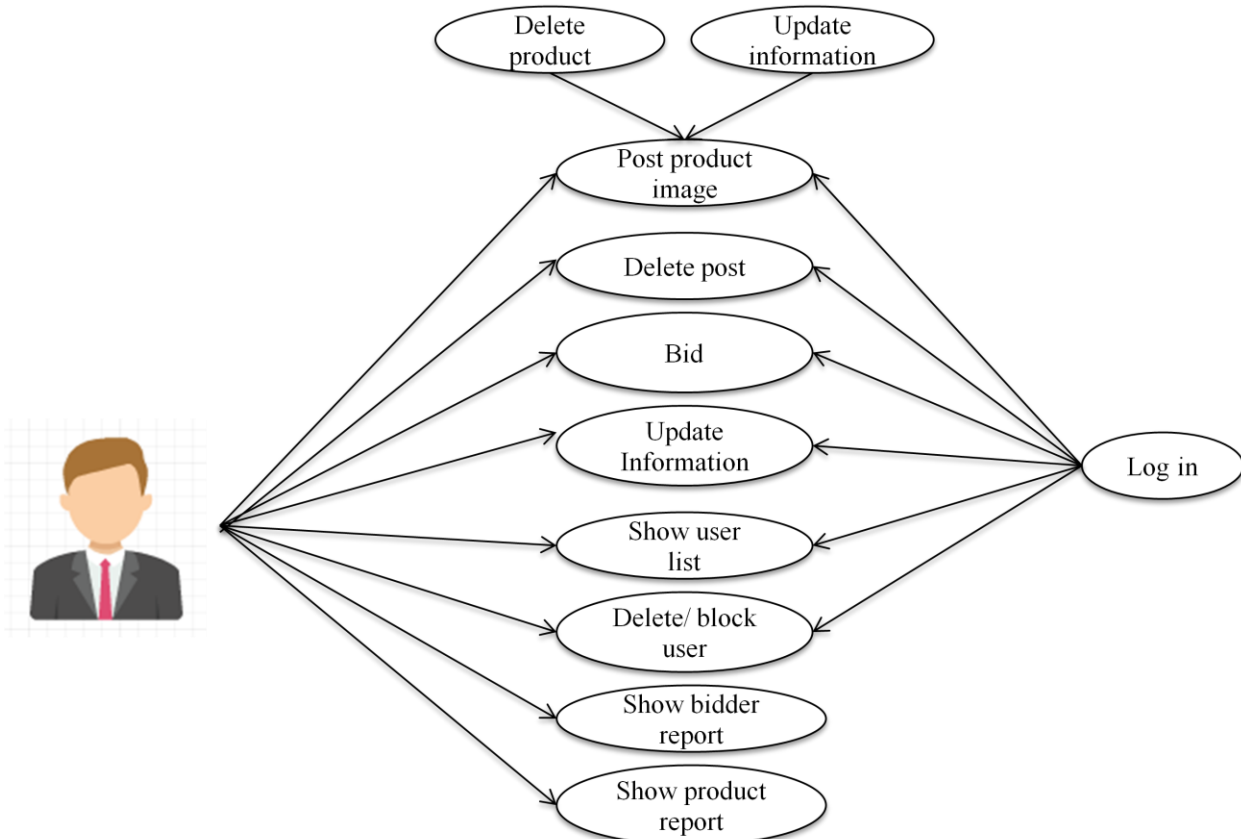 Delete
product
Update
information
Post product
image
Delete post
Bid
Update
Information
Log in
Show user
list
Delete/ block
user
Show bidder
report
Show product
report